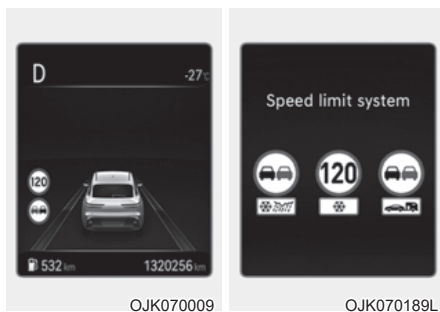 D
-27°c
120
532 km
1320256 km
OJK070009
Speed limit system
120
OJK070189L